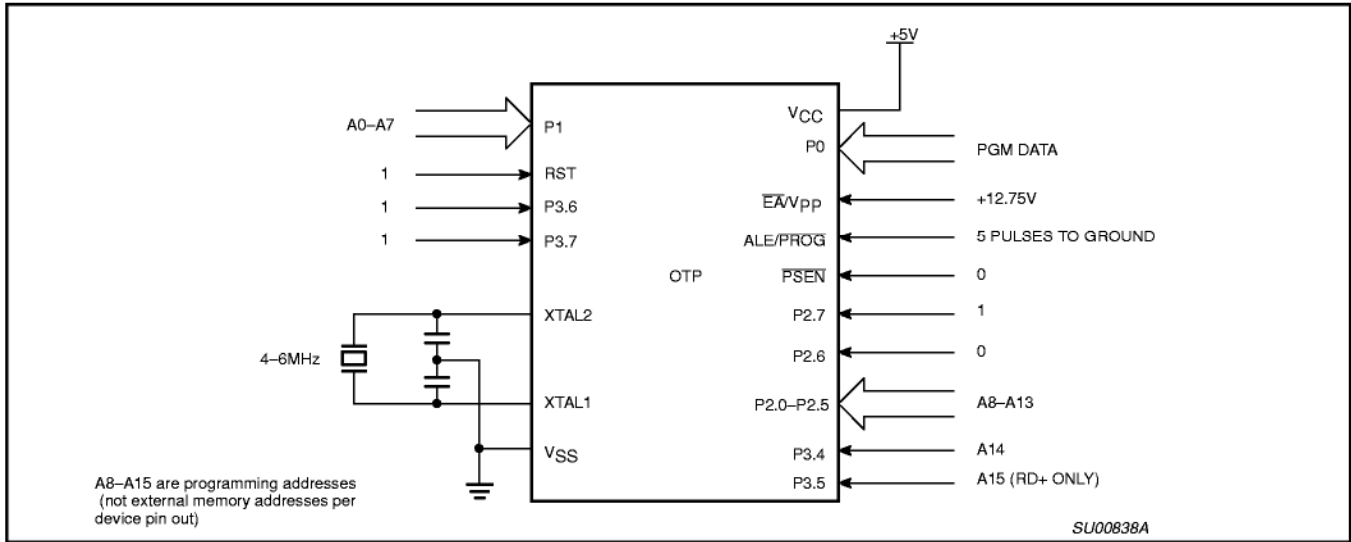 +5V
A0–A7
P1
VCC
P0
PGM DATA
1
RST
EA/VPP
+12.75V
1
P3.6
1
P3.7
ALE/PROG
5 PULSES TO GROUND
OTP
PSEN
0
XTAL2
P2.7
1
4–6MHz
P2.6
0
XTAL1
P2.0–P2.5
A8–A13
VSS
P3.4
A14
P3.5
A15 (RD+ ONLY)
A8–A15 are programming addresses
(not external memory addresses per
device pin out)
SU00838A